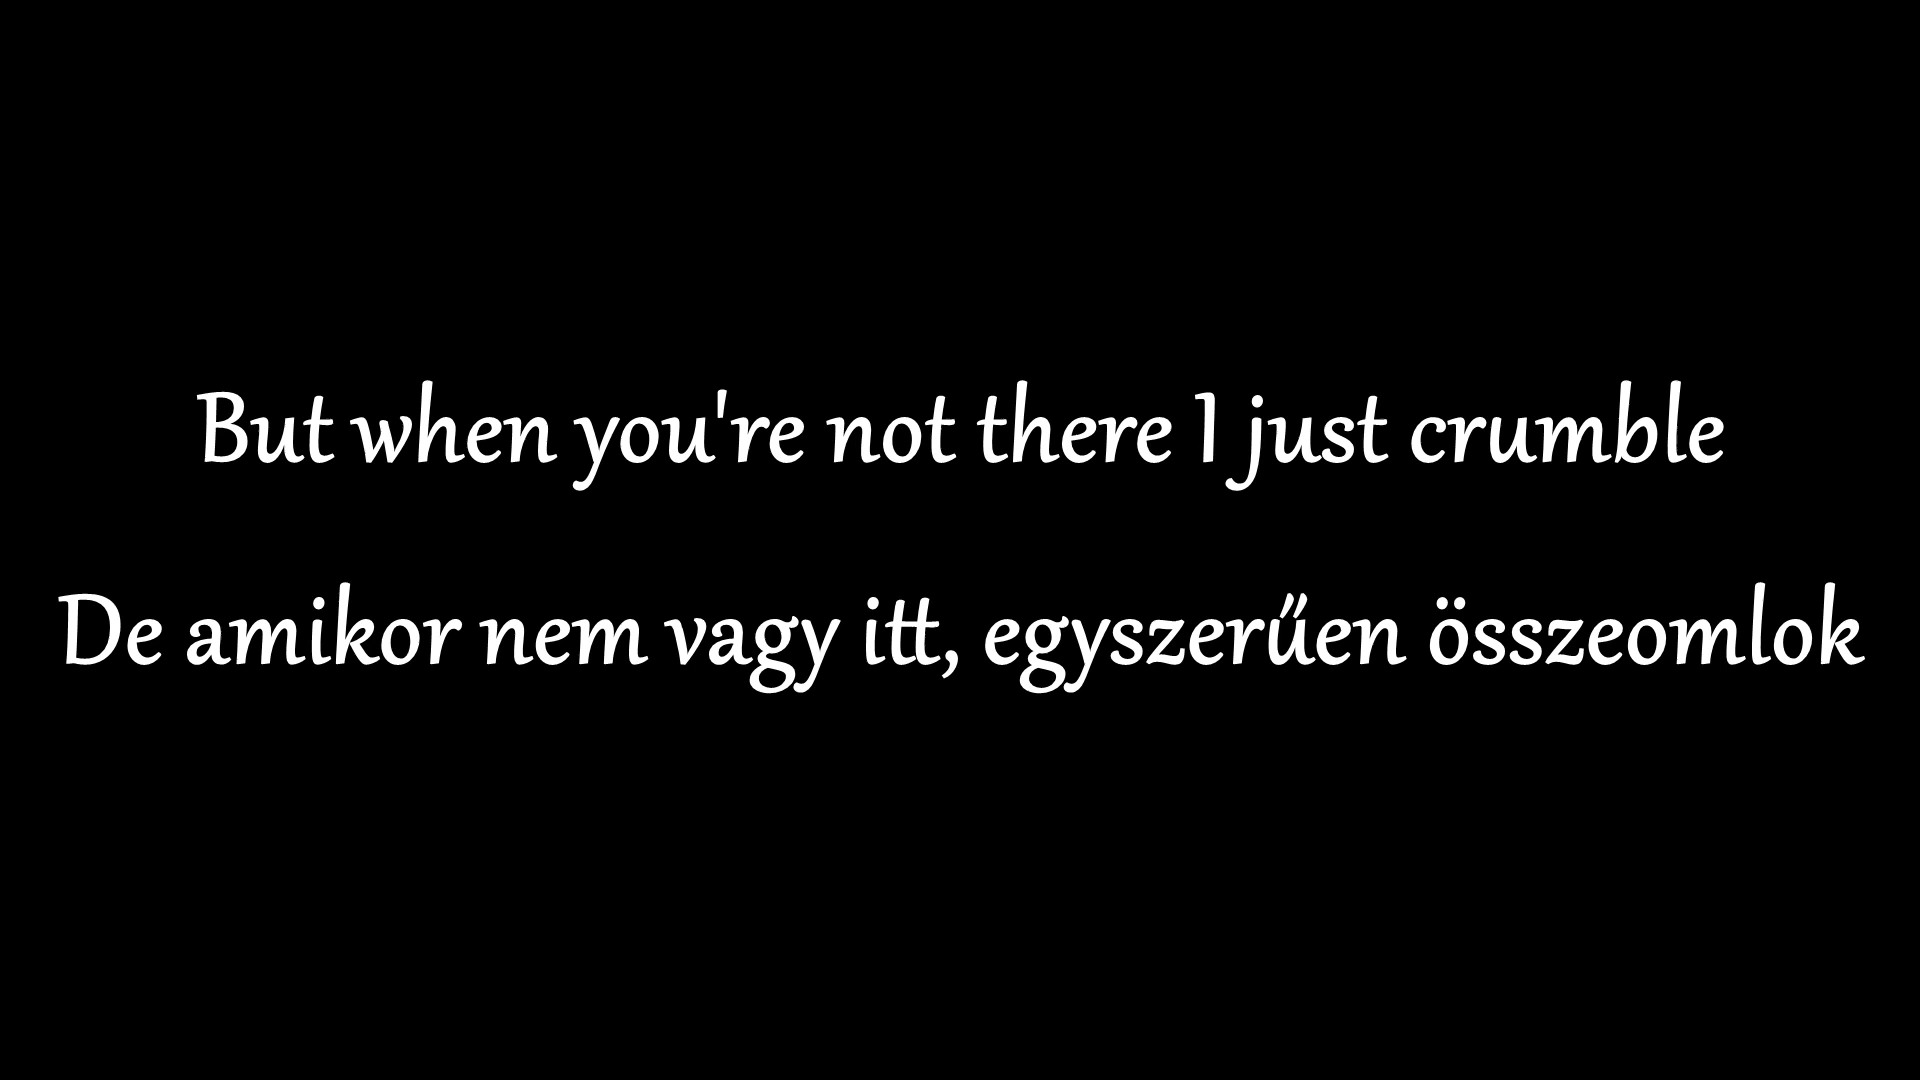 But when you're not there I just crumble
De amikor nem vagy itt, egyszerűen összeomlok